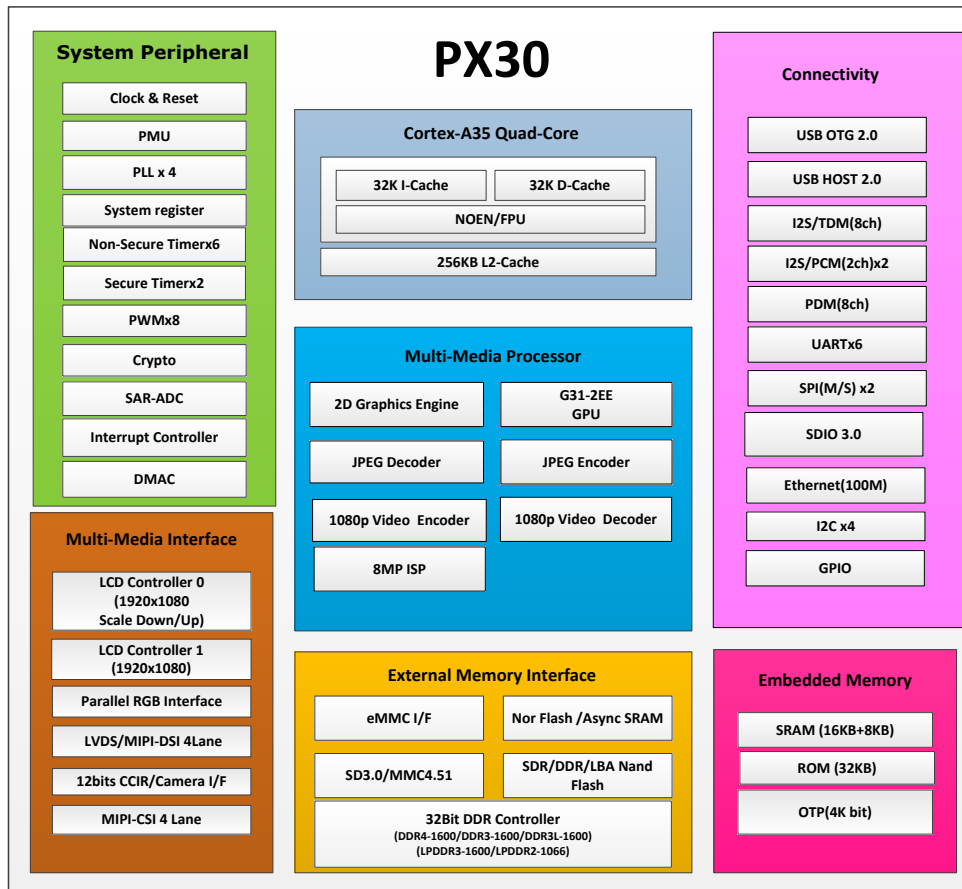 PX30
System Peripheral
Clock & Reset
PMU
PLL x 4
System register
Non-Secure Timerx6
Secure Timerx2
PWMx8
Crypto
SAR-ADC
Interrupt Controller
DMAC
Multi-Media Interface
LCD Controller 0
(1920x1080
Scale Down/Up)
LCD Controller 1
(1920x1080)
Parallel RGB Interface
LVDS/MIPI-DSI 4Lane
12bits CCIR/Camera I/F
MIPI-CSI 4 Lane
Cortex-A35 Quad-Core
32K I-Cache
32K D-Cache
NOEN/FPU
256KB L2-Cache
Multi-Media Processor
2D Graphics Engine
G31-2EE
GPU
JPEG Decoder
JPEG Encoder
1080p Video Encoder
1080p Video Decoder
8MP ISP
External Memory Interface
eMMC I/F
Nor Flash /Async SRAM
SD3.0/MMC4.51
SDR/DDR/LBA Nand
Flash
32Bit DDR Controller
(DDR4-1600/DDR3-1600/DDR3L-1600)
(LPDDR3-1600/LPDDR2-1066)
Connectivity
USB OTG 2.0
USB HOST 2.0
I2S/TDM(8ch)
I2S/PCM(2ch)x2
PDM(8ch)
UARTx6
SPI(M/S) x2
SDIO 3.0
Ethernet(100M)
I2C x4
GPIO
Embedded Memory
SRAM (16KB+8KB)
ROM (32KB)
OTP(4K bit)